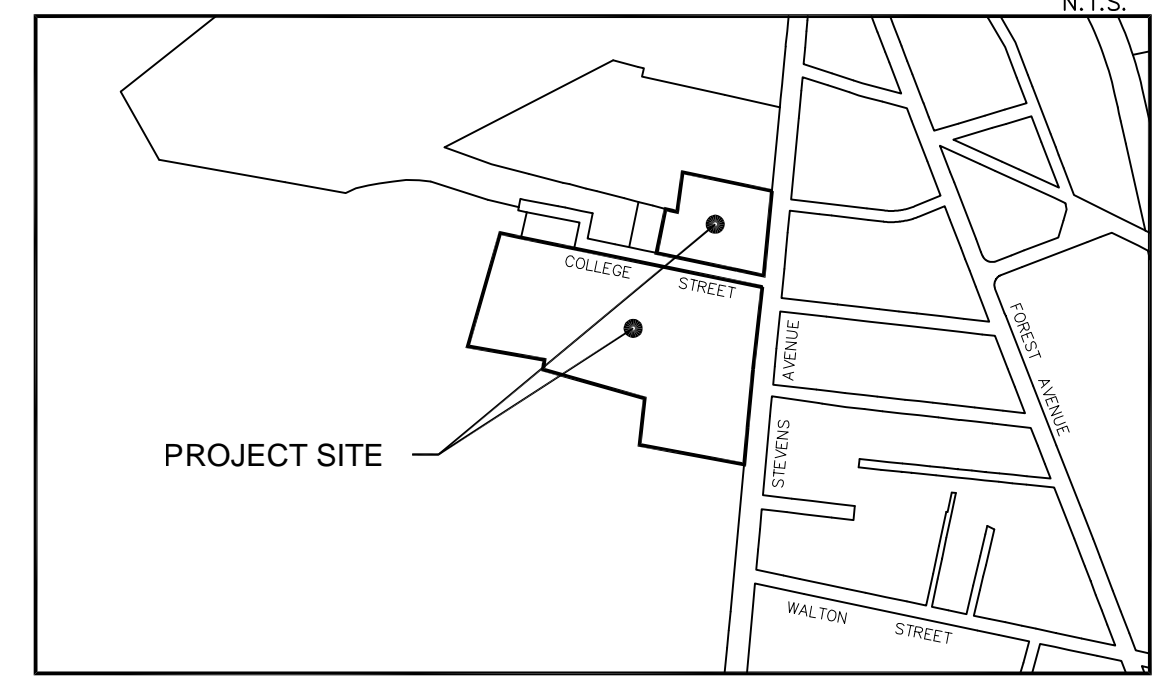 N.T.S.
COLLEGE STREET
FOREST AVENUE
STEVENS AVENUE
PROJECT SITE
WALTON STREET